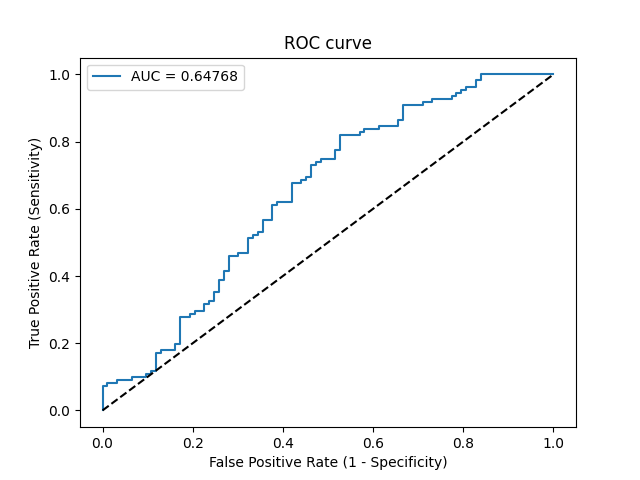 ROC curve
AUC = 0.64768
True Positive Rate (Sensitivity)
1.0
0.8
0.6
0.4
0.2
0.0
0.0 0.2 0.4 0.6 0.8 1.0
False Positive Rate (1 - Specificity)